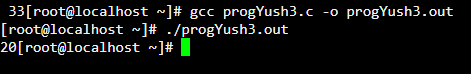 33[root@localhost ~]# gcc progYush3.c -o progYush3.out
[root@localhost ~]# ./progYush3.out
20[root@localhost ~]#